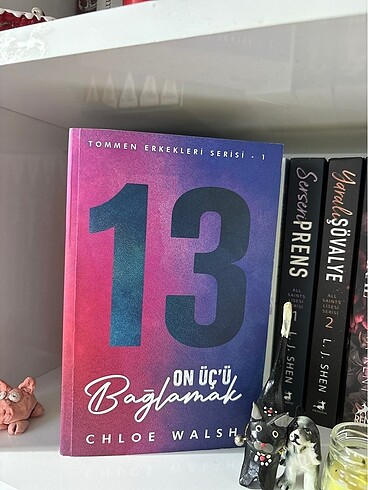 TOMMEN ERKEKLERİ SERİSİ - 1
13
ON ÜÇ'Ü
Bağlamak
CHLOE WALSH
Sersen
PRENS
ALL
SAINTS
LİSESİ
SERİSİ
1
L. J. SHEN
Yaralı
ŞÖVALYE
ALL
SAINTS
LİSESİ
SERİSİ
2
L. J. SHEN